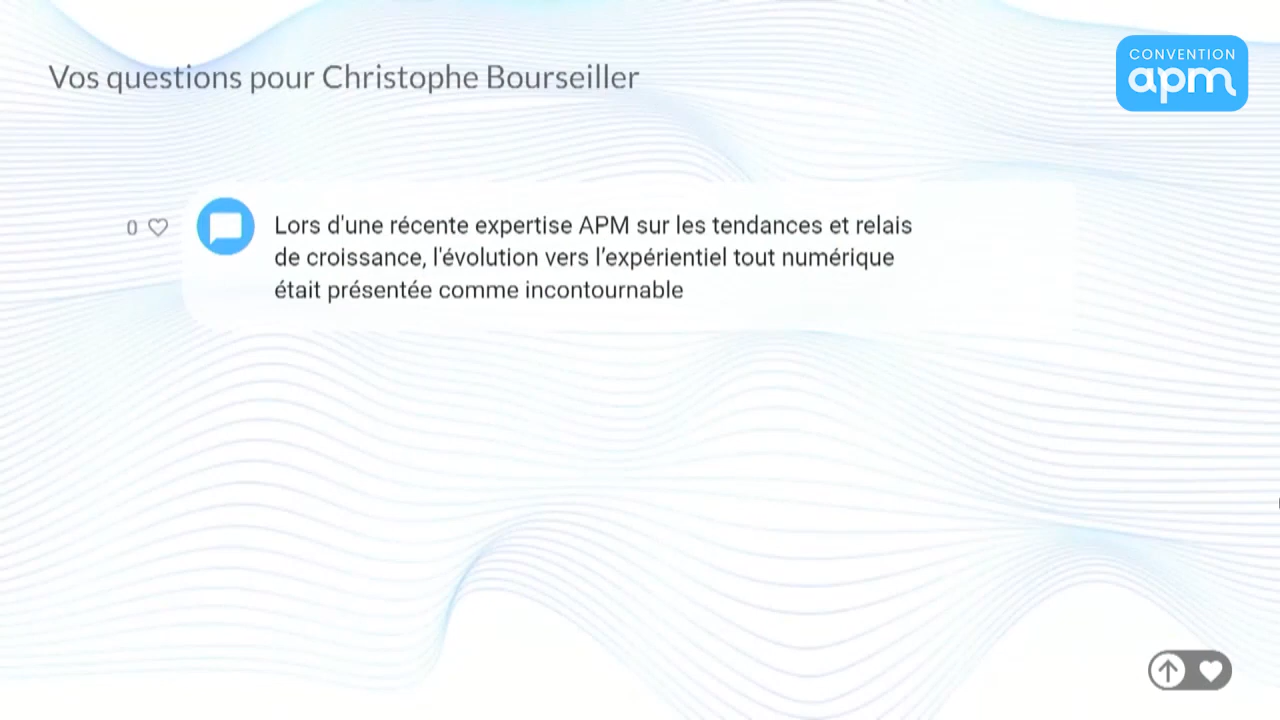 CONVENTION
apm
Vos questions pour Christophe Bourseiller
0
Lors d'une récente expertise APM sur les tendances et relais
de croissance, l'évolution vers l’expérientiel tout numérique
était présentée comme incontournable